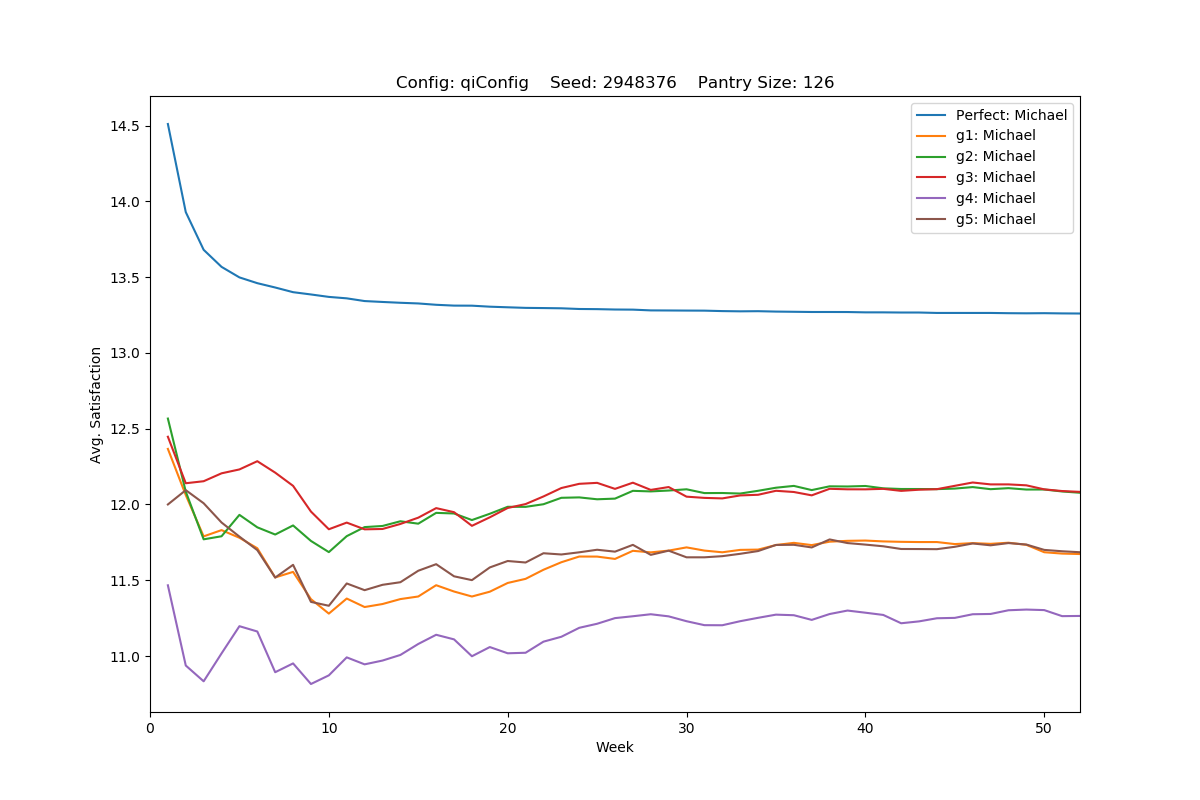 Config: qiConfig    Seed: 2948376    Pantry Size: 126
Perfect: Michael
g1: Michael
g2: Michael
g3: Michael
g4: Michael
g5: Michael
Avg. Satisfaction
14.5
14.0
13.5
13.0
12.5
12.0
11.5
11.0
0 10 20 30 40 50
Week